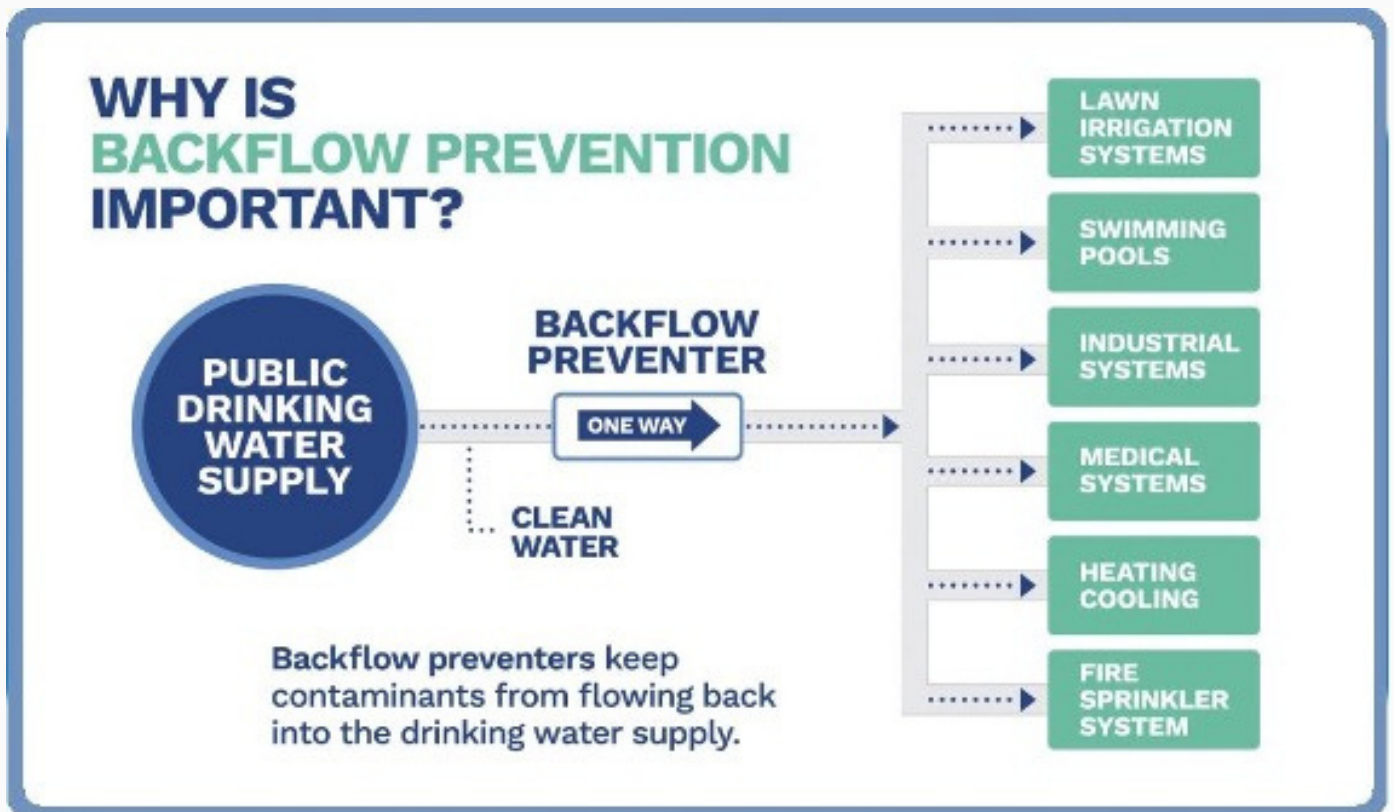 WHY IS
BACKFLOW PREVENTION
IMPORTANT?
PUBLIC
DRINKING
WATER
SUPPLY
BACKFLOW
PREVENTER
ONE WAY
CLEAN
WATER
Backflow preventers keep
contaminants from flowing back
into the drinking water supply.
LAWN
IRRIGATION
SYSTEMS
SWIMMING
POOLS
INDUSTRIAL
SYSTEMS
MEDICAL
SYSTEMS
HEATING
COOLING
FIRE
SPRINKLER
SYSTEM